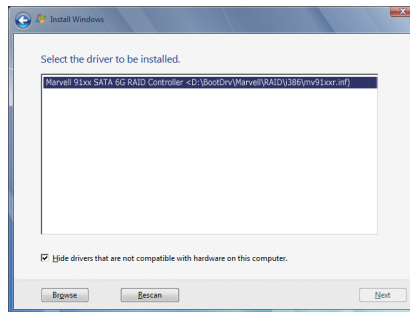 Install Windows
Select the driver to be installed.
Marvell 91xx SATA 6G RAID Controller <D:\BootDrv\Marvell\RAID\i386\mv91xxr.inf)
Hide drivers that are not compatible with hardware on this computer.
Browse Rescan Next